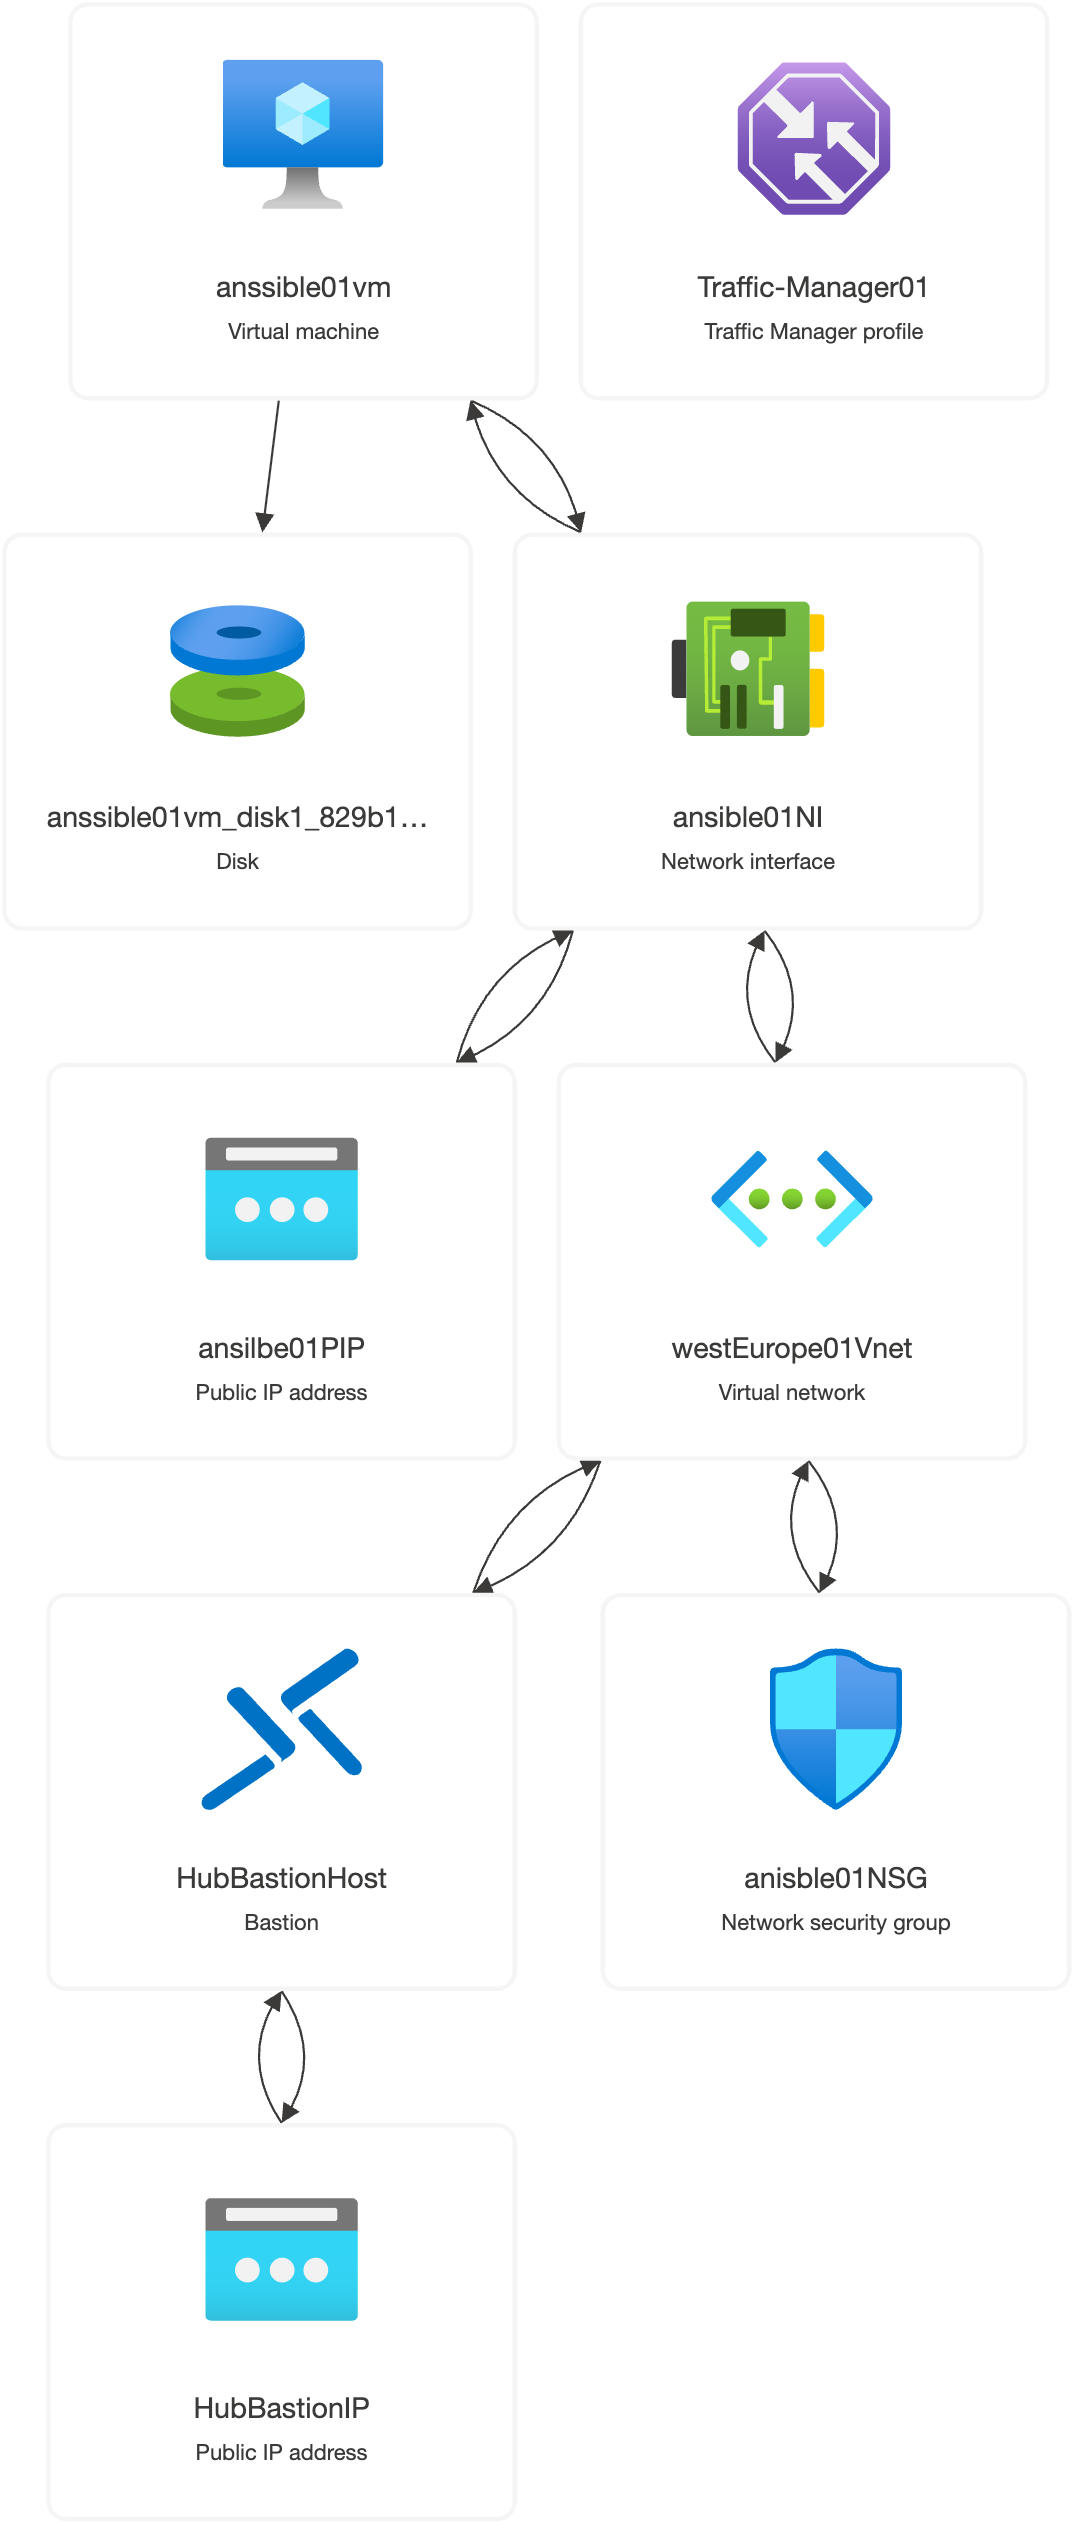 anssible01vm
Virtual machine
Traffic-Manager01
Traffic Manager profile
anssible01vm_disk1_829b1...
Disk
ansible01NI
Network interface
ansilbe01PIP
Public IP address
westEurope01Vnet
Virtual network
HubBastionHost
Bastion
anisble01NSG
Network security group
HubBastionIP
Public IP address